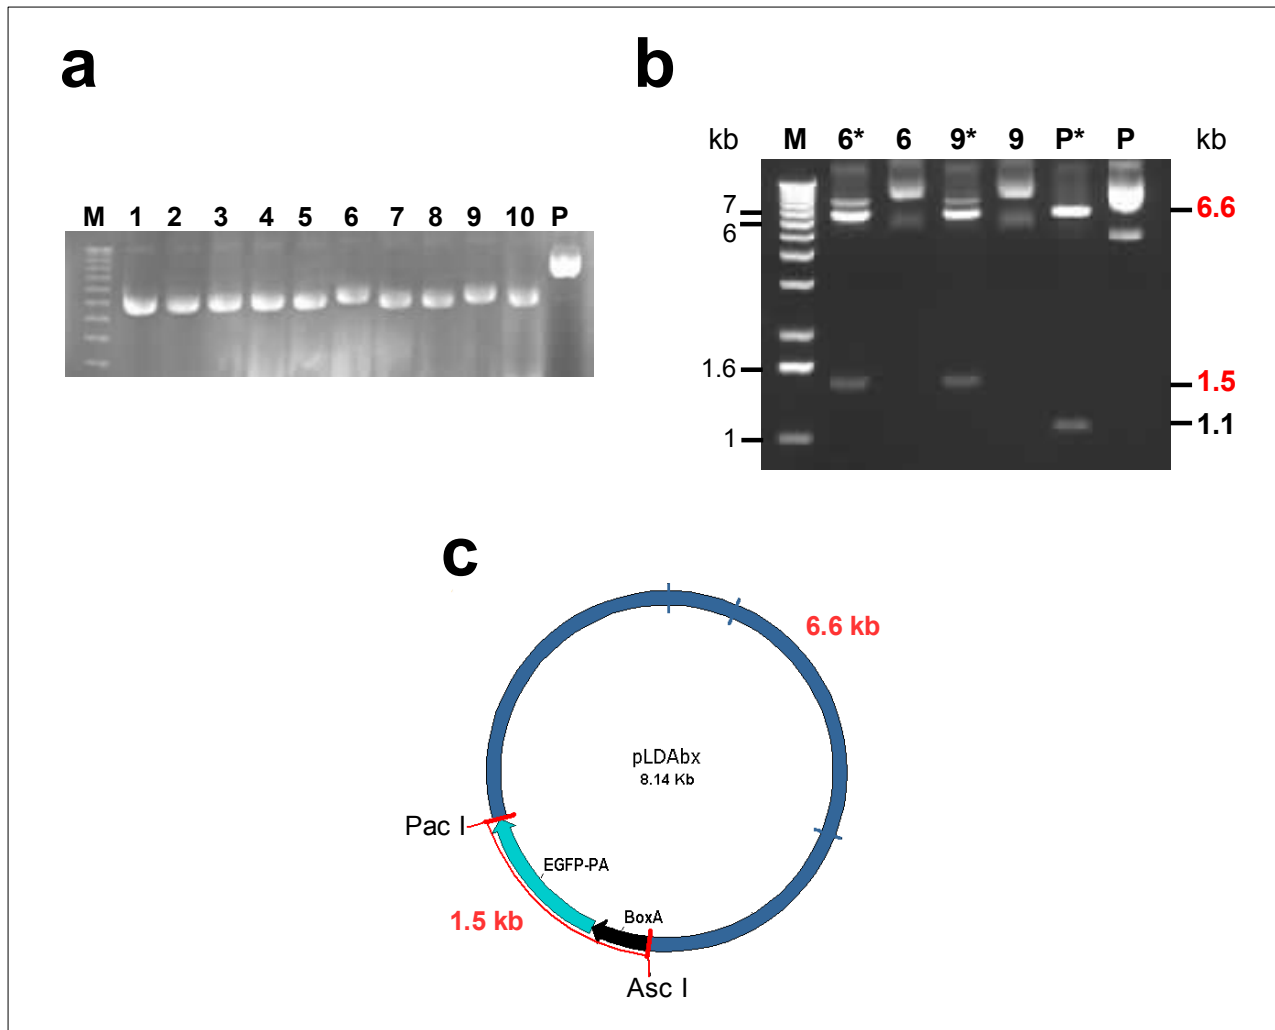 a
M 1 2 3 4 5 6 7 8 9 10 P
b
kb M 6* 6 9* 9 P* P kb
7
6
1.6
1
6.6
1.5
1.1
c
6.6 kb
pLDAbx
8.14 Kb
Pac I
EGFP-PA
BoxA
1.5 kb
Asc I